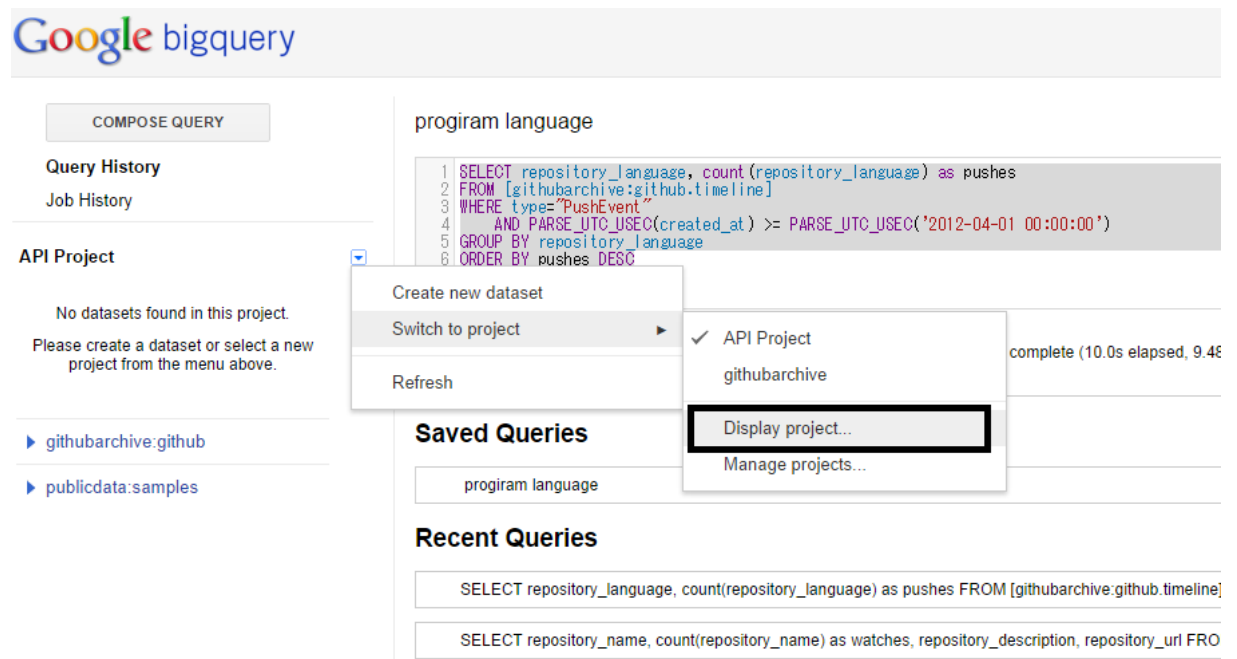 Google bigquery
COMPOSE QUERY
Query History
Job History
API Project
No datasets found in this project.
Please create a dataset or select a new
project from the menu above.
githubarchive:github
publicdata:samples
progiram language
1 SELECT repository_language, count(repository_language) as pushes
2 FROM [githubarchive:github.timeline]
3 WHERE type="PushEvent"
4 AND PARSE_UTC_USEC(created_at) >= PARSE_UTC_USEC('2012-04-01 00:00:00')
5 GROUP BY repository_language
6 ORDER BY pushes DESC
Create new dataset
Switch to project
Refresh
API Project
githubarchive
Display project...
Manage projects...
complete (10.0s elapsed, 9.48
Saved Queries
progiram language
Recent Queries
SELECT repository_language, count(repository_language) as pushes FROM [githubarchive:github.timeline]
SELECT repository_name, count(repository_name) as watches, repository_description, repository_url FRO